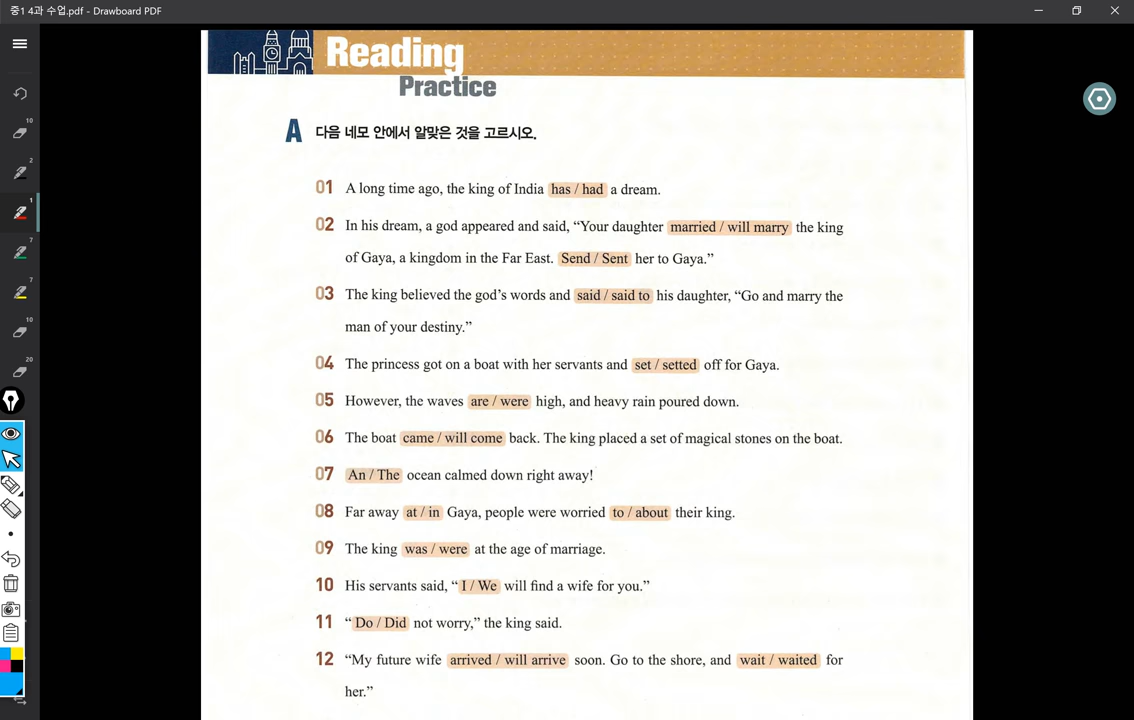 중1 4과 수업.pdf - Drawboard PDF
Reading
Practice
A 다음 네모 안에서 알맞은 것을 고르시오.
01 A long time ago, the king of India has / had a dream.
02 In his dream, a god appeared and said, “Your daughter married / will marry the king
of Gaya, a kingdom in the Far East. Send / Sent her to Gaya.”
03 The king believed the god’s words and said / said to his daughter, “Go and marry the
man of your destiny.”
04 The princess got on a boat with her servants and set / setted off for Gaya.
05 However, the waves are / were high, and heavy rain poured down.
06 The boat came / will come back. The king placed a set of magical stones on the boat.
07 An / The ocean calmed down right away!
08 Far away at / in Gaya, people were worried to / about their king.
09 The king was / were at the age of marriage.
10 His servants said, “ I / We will find a wife for you.”
11 “ Do / Did not worry,” the king said.
12 “My future wife arrived / will arrive soon. Go to the shore, and wait / waited for
her.”
10
2
1
7
7
10
20